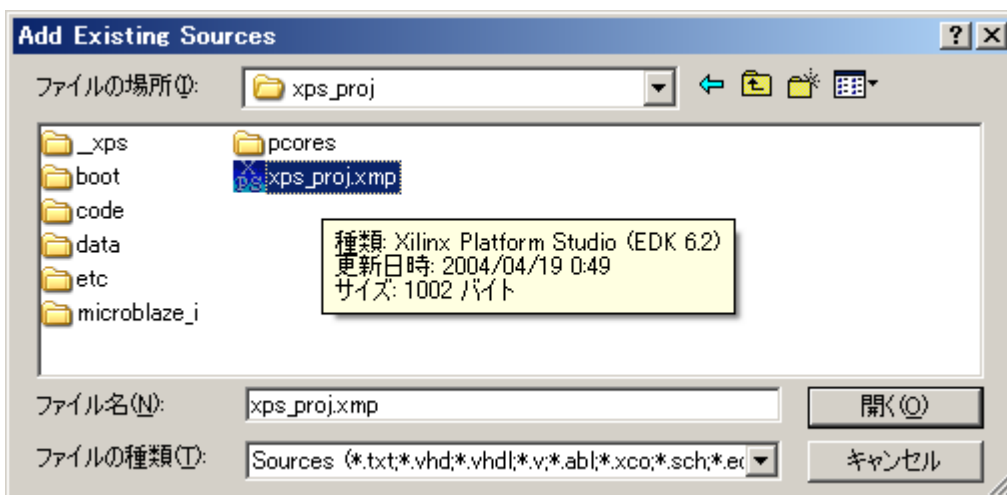 Add Existing Sources
ファイルの場所(I):
xps_proj
_xps
boot
code
data
etc
microblaze_i
pcores
xps_proj.xmp
種類: Xilinx Platform Studio (EDK 6.2)
更新日時: 2004/04/19 0:49
サイズ: 1002 バイト
ファイル名(N):
xps_proj.xmp
開く(O)
ファイルの種類(T):
Sources (*.txt;*.vhd;*.vhdl;*.v;*.abl;*.xco;*.sch;*.ec
キャンセル